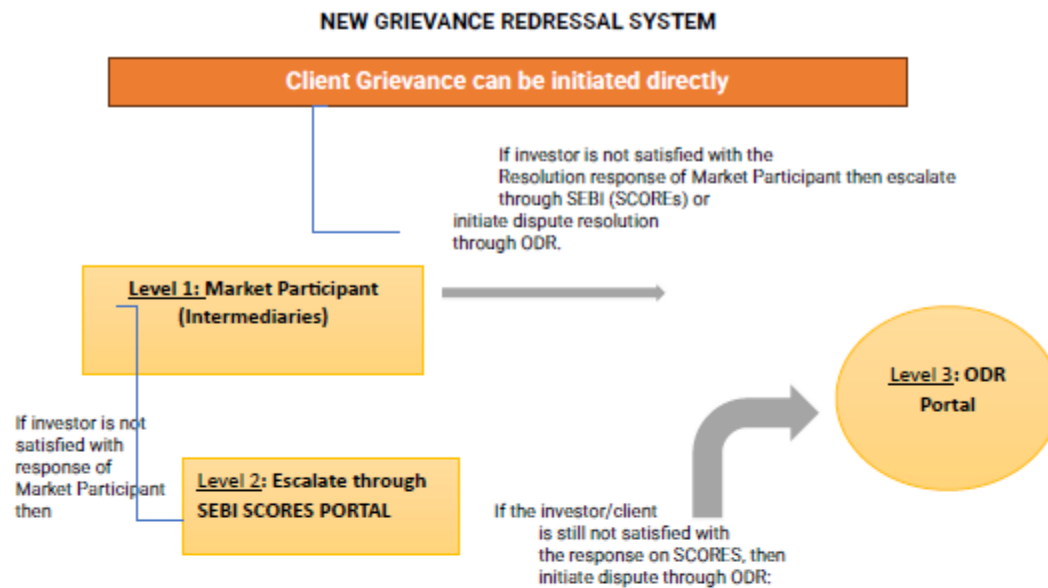 NEW GRIEVANCE REDRESSAL SYSTEM
Client Grievance can be initiated directly
If investor is not satisfied with the
Resolution response of Market Participant then escalate
through SEBI (SCOREs) or
initiate dispute resolution
through ODR.
Level 1: Market Participant
(Intermediaries)
Level 3: ODR
Portal
If investor is not
satisfied with
response of
Market Participant
then
Level 2: Escalate through
SEBI SCORES PORTAL
If the investor/client
is still not satisfied with
the response on SCORES, then
initiate dispute through ODR: